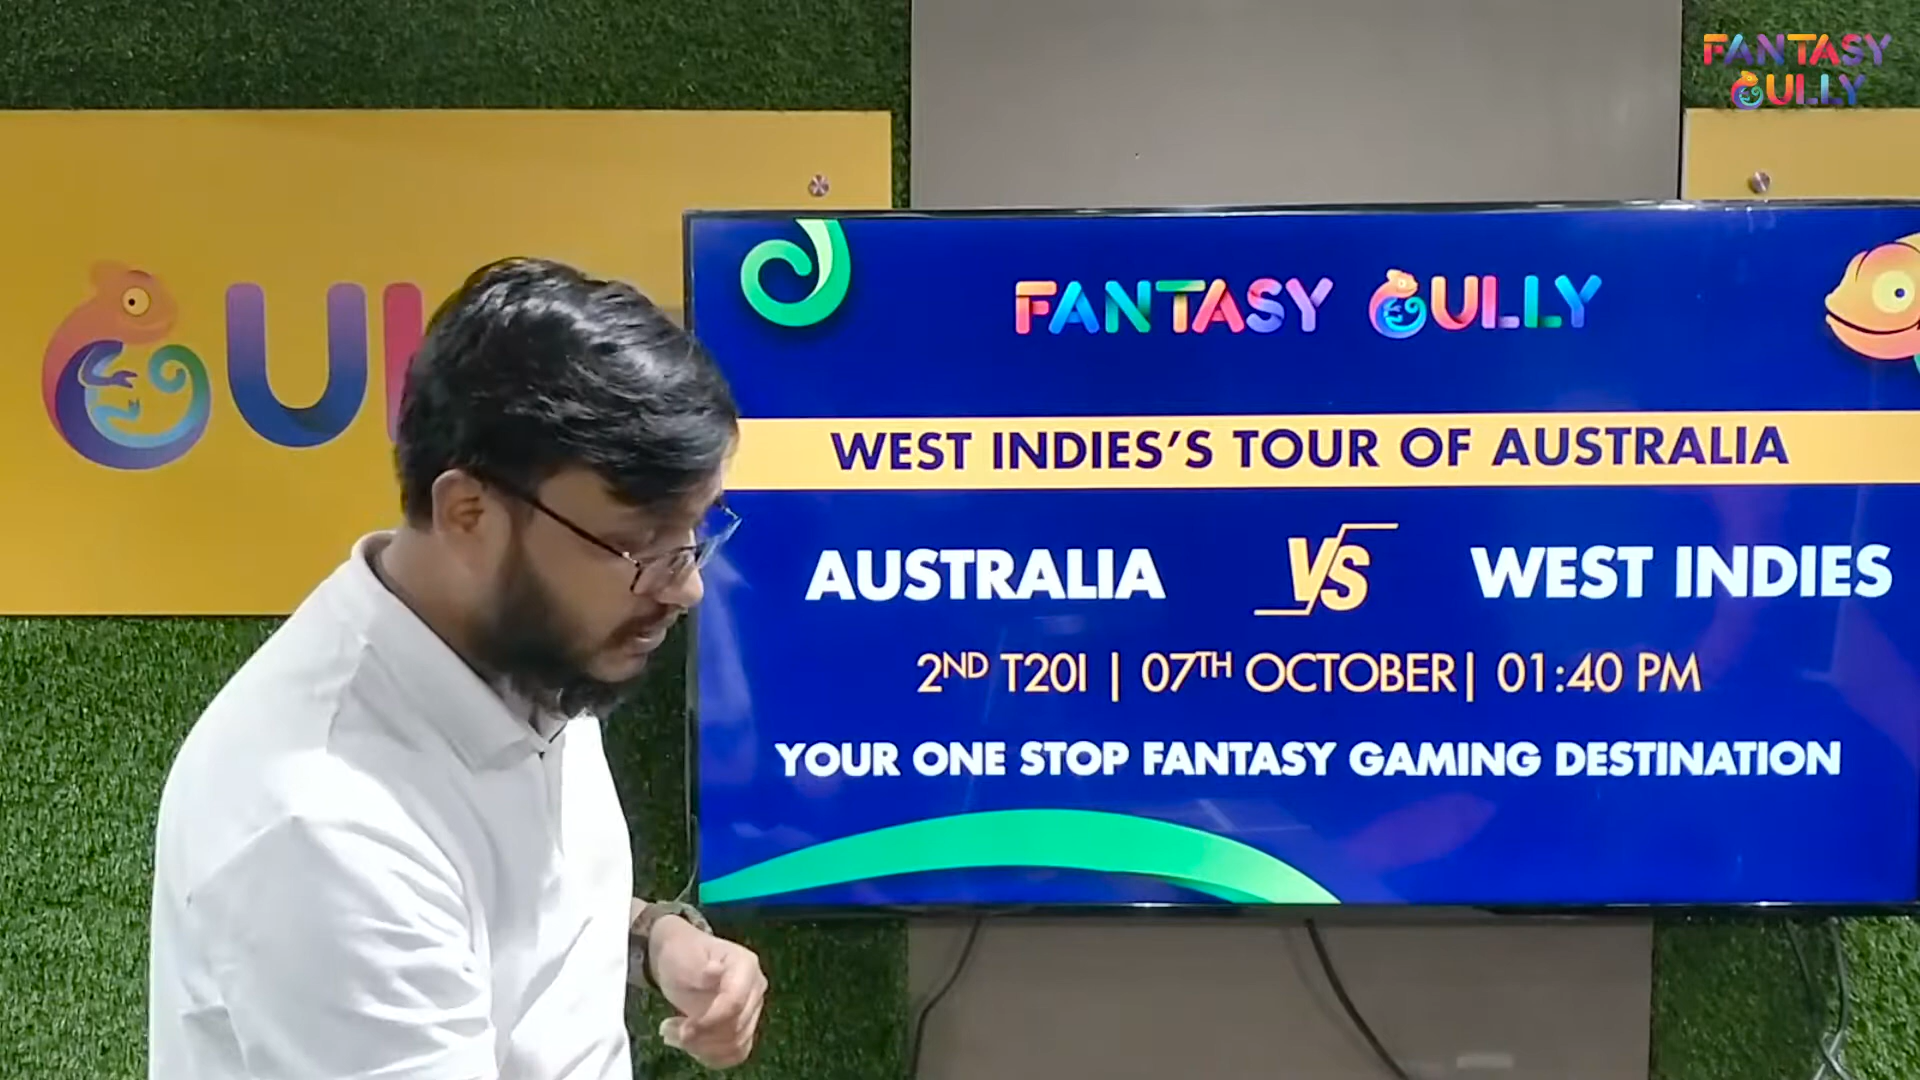 FANTASY
GULLY
GUL
FANTASY GULLY
WEST INDIES'S TOUR OF AUSTRALIA
AUSTRALIA VS WEST INDIES
2ND T20I | 07TH OCTOBER| 01:40 PM
YOUR ONE STOP FANTASY GAMING DESTINATION